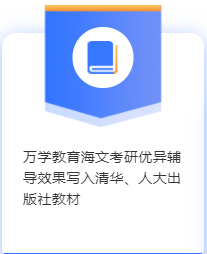 万学教育海文考研优异辅
导效果写入清华、人大出
版社教材